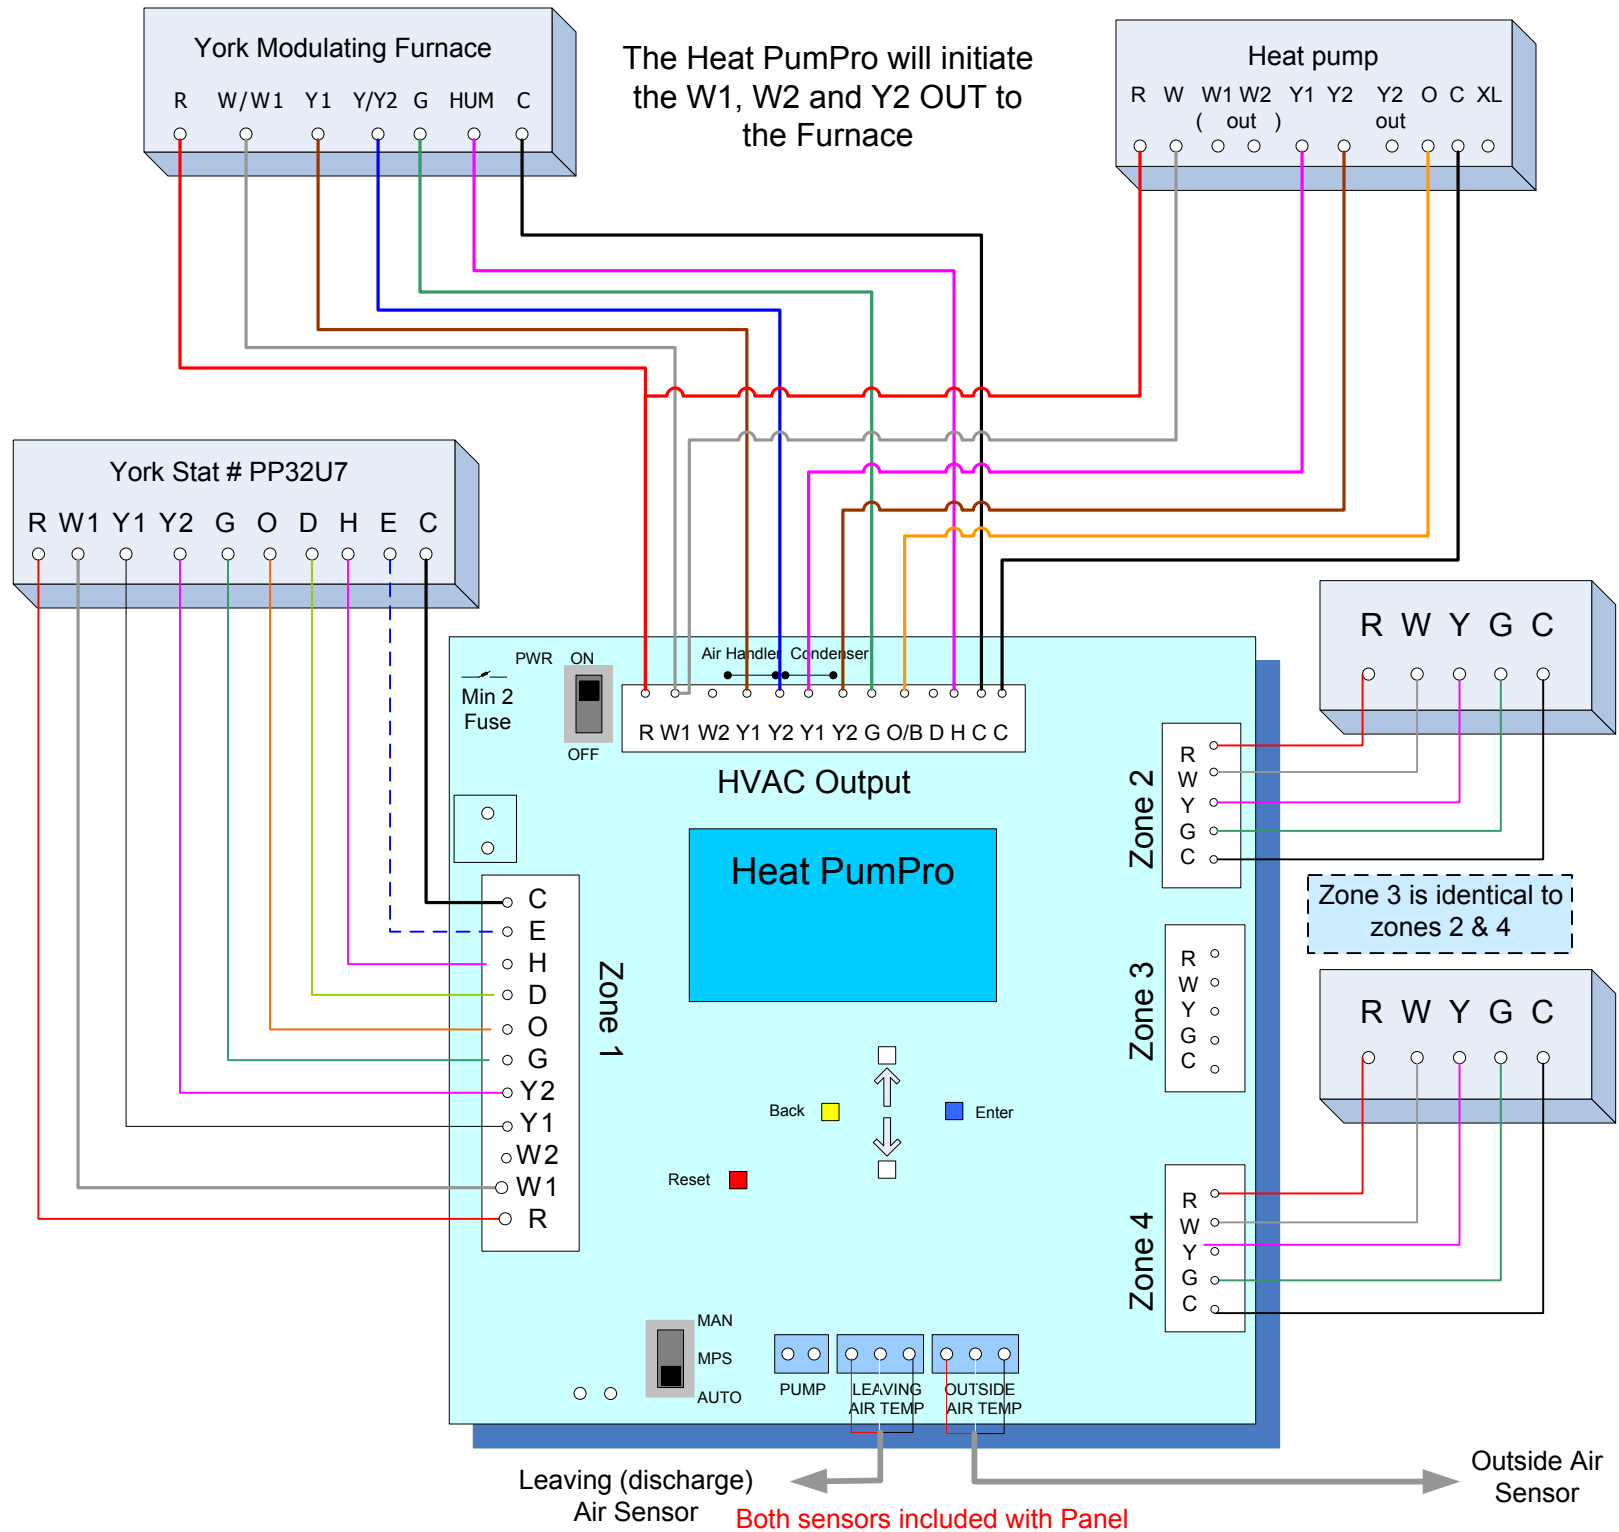 York Modulating Furnace
R W/W1 Y1 Y/Y2 G HUM C
The Heat PumPro will initiate
the W1, W2 and Y2 OUT to
the Furnace
Heat pump
R W W1 W2 Y1 Y2 Y2 O C XL
( out ) out
York Stat # PP32U7
R W1 Y1 Y2 G O D H E C
PWR ON
Min 2
Fuse
OFF
Air Handler Condenser
R W1 W2 Y1 Y2 Y1 Y2 G O/B D H C C
HVAC Output
Heat PumPro
C
E
H
D
O
G
Y2
Y1
W2
W1
R
Zone 1
Back
Enter
Reset
MAN
MPS
AUTO
PUMP
LEAVING
AIR TEMP
OUTSIDE
AIR TEMP
R W Y G C
Zone 2
R
W
Y
G
C
Zone 3 is identical to
zones 2 & 4
Zone 3
R
W
Y
G
C
R W Y G C
Zone 4
R
W
Y
G
C
Leaving (discharge)
Air Sensor
Both sensors included with Panel
Outside Air
Sensor